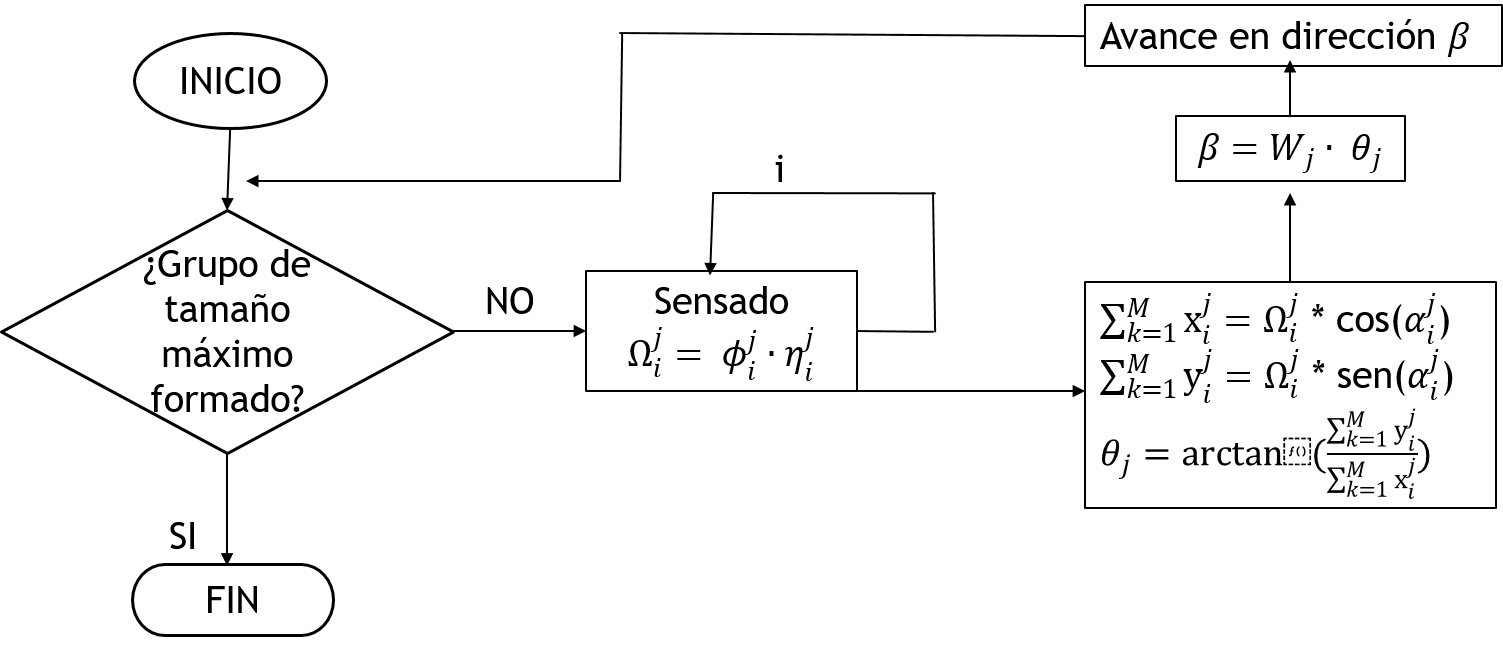 INICIO
¿Grupo de
tamaño
máximo
formado?
NO
SI
FIN
i
Sensado
Ω_i^j = ϕ_i^j · η_i^j
∑_{k=1}^M x_i^j = Ω_i^j * cos(α_i^j)
∑_{k=1}^M y_i^j = Ω_i^j * sen(α_i^j)
θ_j = arctan(∑_{k=1}^M y_i^j / ∑_{k=1}^M x_i^j)
β = W_j · θ_j
Avance en dirección β